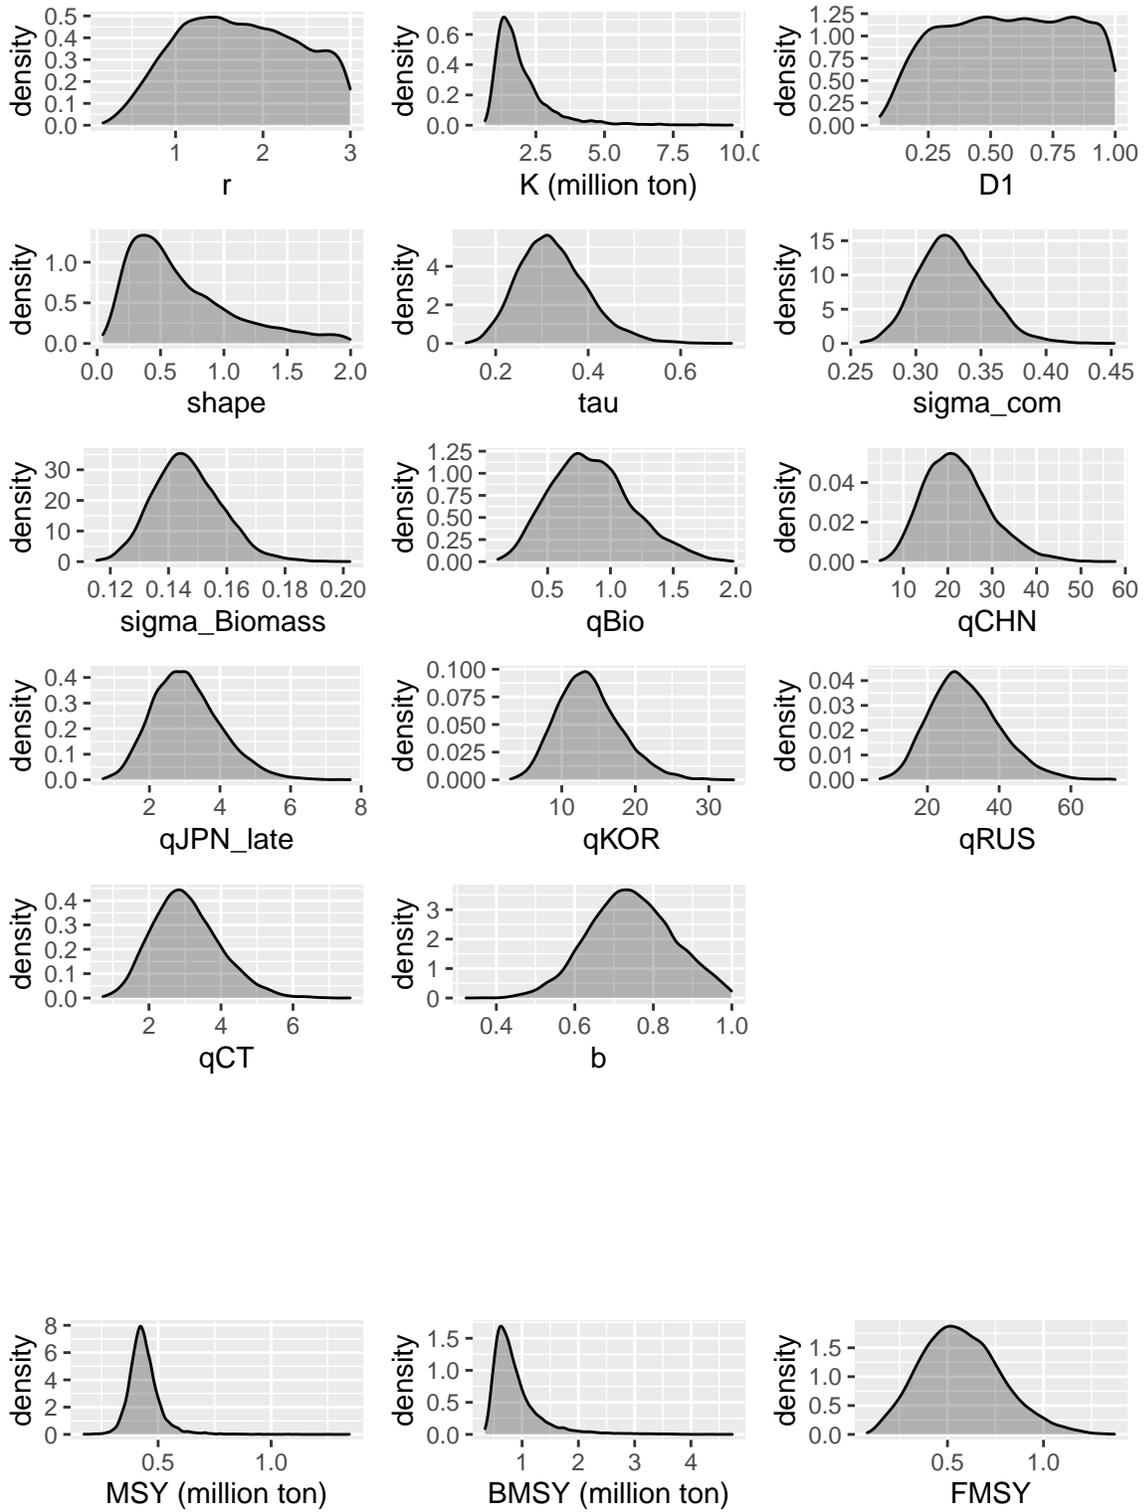 density
0.5
0.4
0.3
0.2
0.1
0.0
1 2 3
r
density
0.6
0.4
0.2
0.0
2.5 5.0 7.5 10.0
K (million ton)
density
1.25
1.00
0.75
0.50
0.25
0.00
0.25 0.50 0.75 1.00
D1
density
1.0
0.5
0.0
0.0 0.5 1.0 1.5 2.0
shape
density
4
2
0
0.2 0.4 0.6
tau
density
15
10
5
0
0.25 0.30 0.35 0.40 0.45
sigma_com
density
30
20
10
0
0.12 0.14 0.16 0.18 0.20
sigma_Biomass
density
1.25
1.00
0.75
0.50
0.25
0.00
0.5 1.0 1.5 2.0
qBio
density
0.04
0.02
0.00
10 20 30 40 50 60
qCHN
density
0.4
0.3
0.2
0.1
0.0
2 4 6 8
qJPN_late
density
0.100
0.075
0.050
0.025
0.000
10 20 30
qKOR
density
0.04
0.03
0.02
0.01
0.00
20 40 60
qRUS
density
0.4
0.3
0.2
0.1
0.0
2 4 6
qCT
density
3
2
1
0
0.4 0.6 0.8 1.0
b
density
8
6
4
2
0
0.5 1.0
MSY (million ton)
density
1.5
1.0
0.5
0.0
1 2 3 4
BMSY (million ton)
density
1.5
1.0
0.5
0.0
0.5 1.0
FMSY